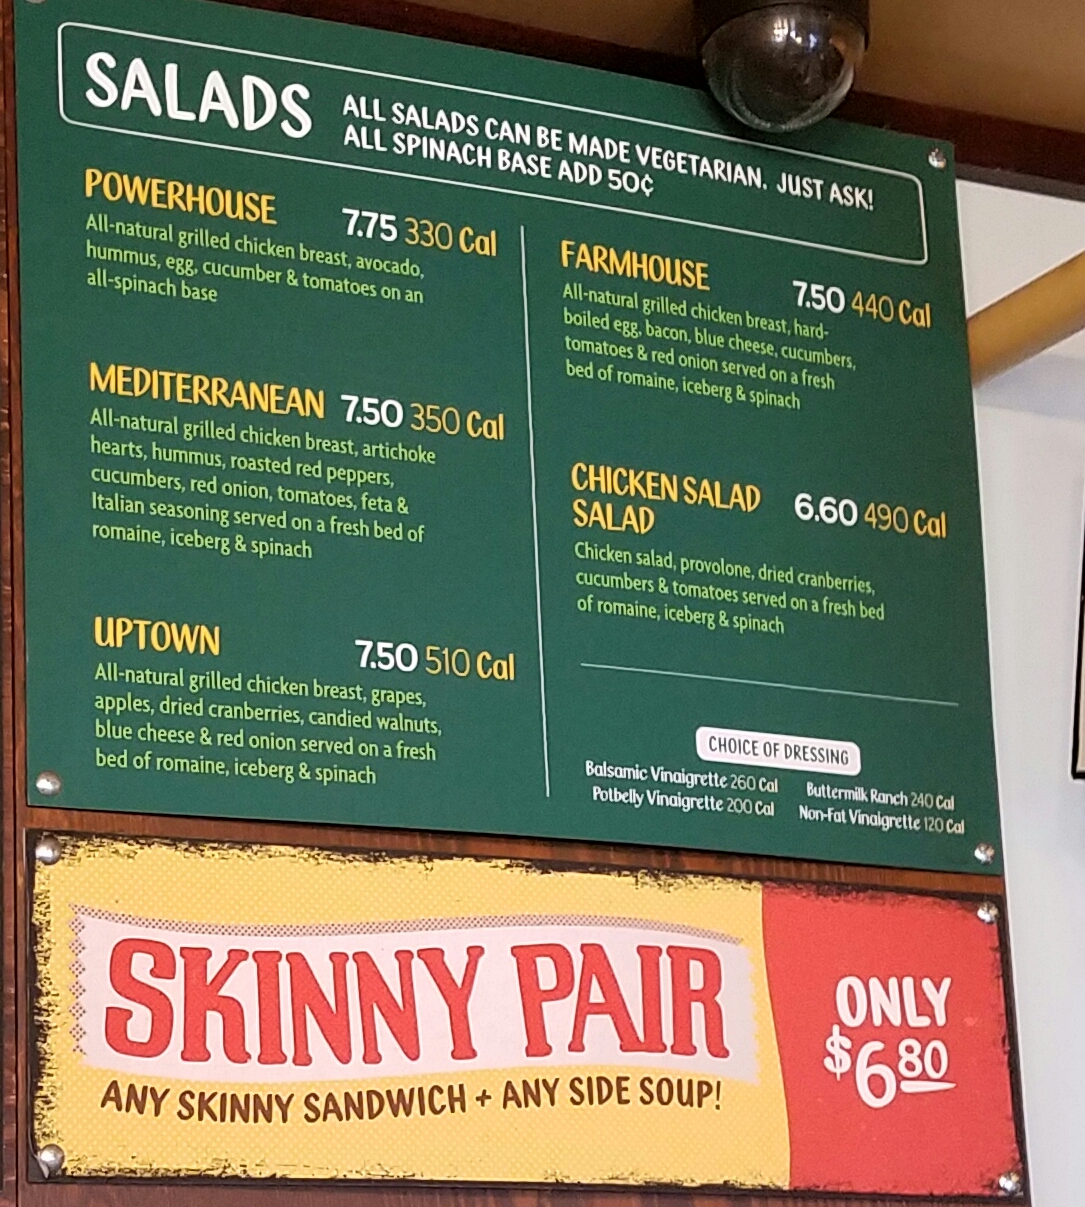 SALADS
ALL SALADS CAN BE MADE VEGETARIAN. JUST ASK!
ALL SPINACH BASE ADD 50¢
POWERHOUSE 7.75 330 Cal
All-natural grilled chicken breast, avocado,
hummus, egg, cucumber & tomatoes on an
all-spinach base
MEDITERRANEAN 7.50 350 Cal
All-natural grilled chicken breast, artichoke
hearts, hummus, roasted red peppers,
cucumbers, red onion, tomatoes, feta &
Italian seasoning served on a fresh bed of
romaine, iceberg & spinach
UPTOWN 7.50 510 Cal
All-natural grilled chicken breast, grapes,
apples, dried cranberries, candied walnuts,
blue cheese & red onion served on a fresh
bed of romaine, iceberg & spinach
FARMHOUSE 7.50 440 Cal
All-natural grilled chicken breast, hard-
boiled egg, bacon, blue cheese, cucumbers,
tomatoes & red onion served on a fresh
bed of romaine, iceberg & spinach
CHICKEN SALAD
SALAD 6.60 490 Cal
Chicken salad, provolone, dried cranberries,
cucumbers & tomatoes served on a fresh bed
of romaine, iceberg & spinach
CHOICE OF DRESSING
Balsamic Vinaigrette 260 Cal Buttermilk Ranch 240 Cal
Potbelly Vinaigrette 200 Cal Non-Fat Vinaigrette 120 Cal
SKINNY PAIR
ANY SKINNY SANDWICH + ANY SIDE SOUP!
ONLY
$6 80